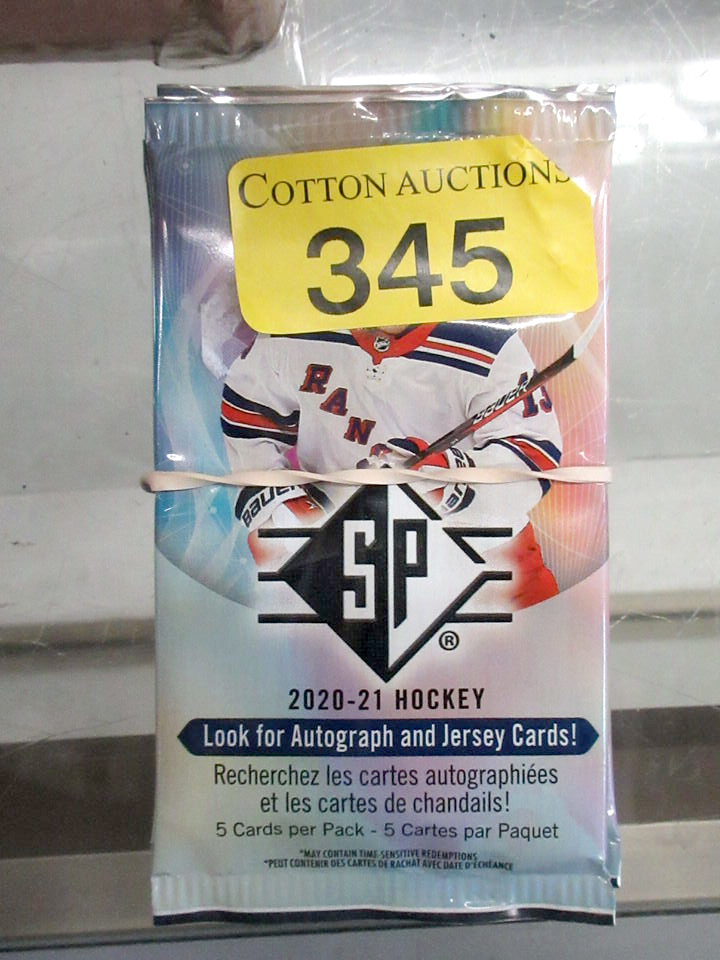 COTTON AUCTIONS
345
RAN
BAUER
SP
®
2020-21 HOCKEY
Look for Autograph and Jersey Cards!
Recherchez les cartes autographiées
et les cartes de chandails!
5 Cards per Pack - 5 Cartes par Paquet
*MAY CONTAIN TIME-SENSITIVE REDEMPTIONS
*PEUT CONTENIR DES CARTES DE RACHAT AVEC DATE D'ÉCHÉANCE